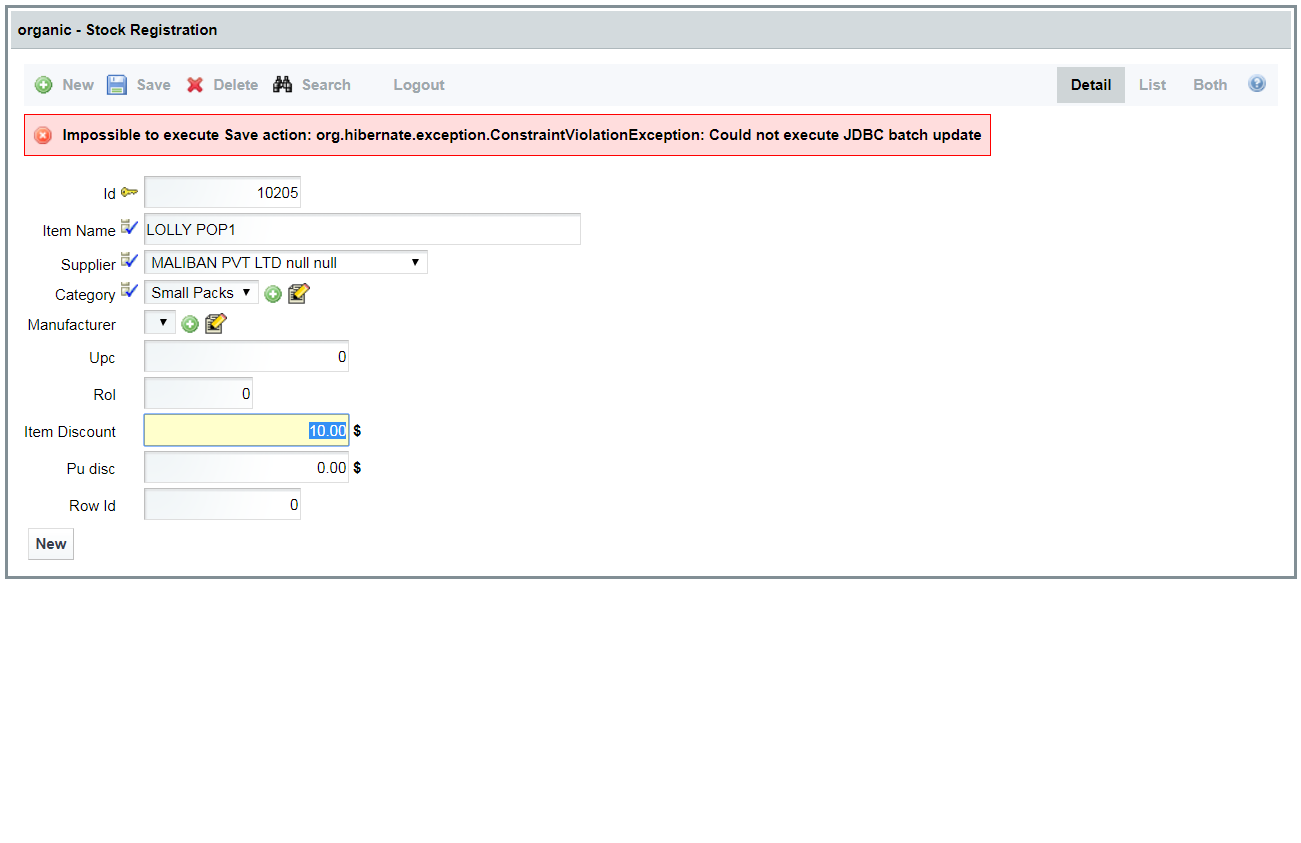 organic - Stock Registration
New Save Delete Search Logout Detail List Both ?
Impossible to execute Save action: org.hibernate.exception.ConstraintViolationException: Could not execute JDBC batch update
Id 10205
Item Name LOLLY POP1
Supplier MALIBAN PVT LTD null null
Category Small Packs
Manufacturer
Upc 0
Rol 0
Item Discount 10.00 $
Pu disc 0.00 $
Row Id 0
New